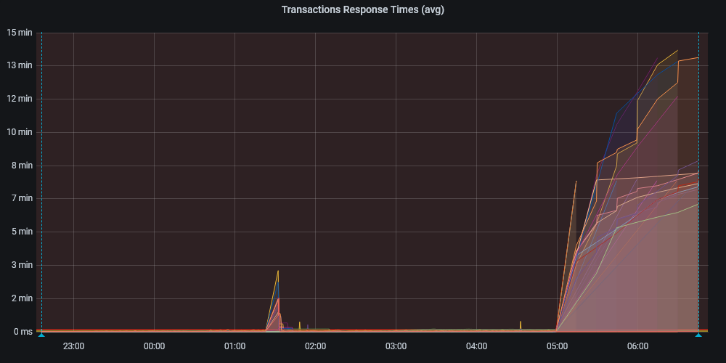 Transactions Response Times (avg)
15 min
13 min
12 min
10 min
8 min
7 min
5 min
3 min
2 min
0 ms
23:00 00:00 01:00 02:00 03:00 04:00 05:00 06:00